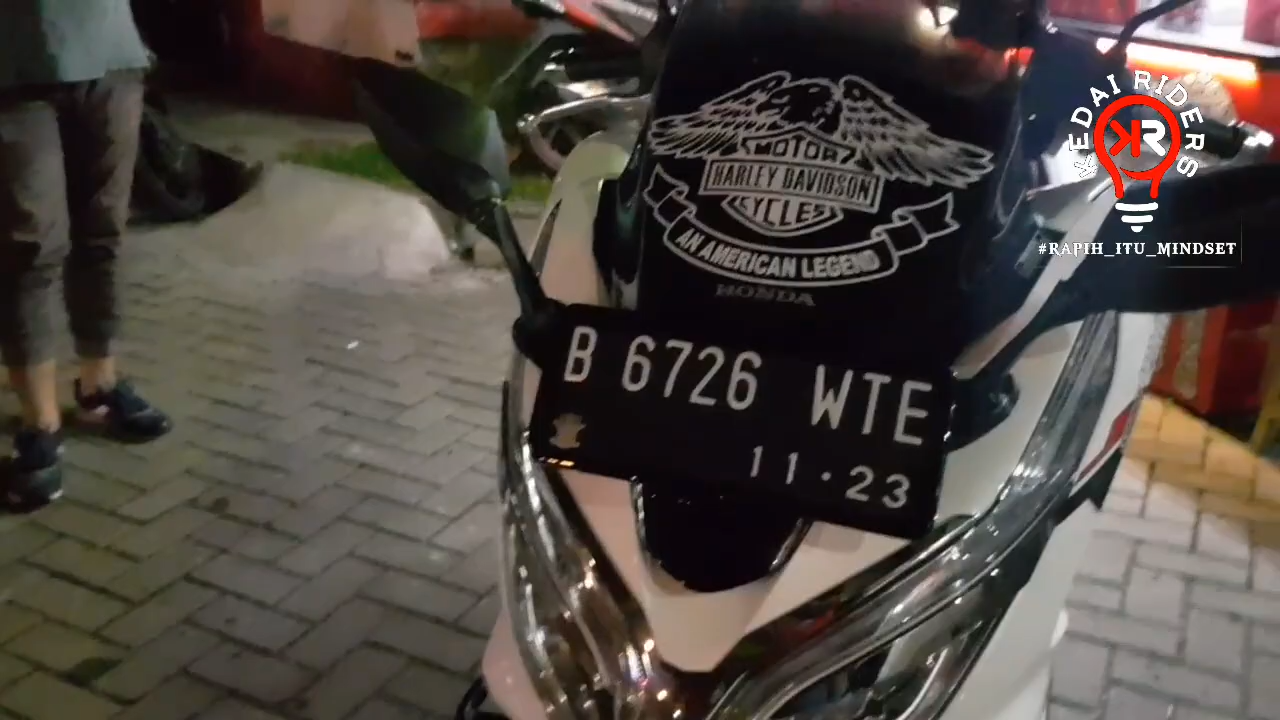 MOTOR
HARLEY DAVIDSON
CYCLES
AN AMERICAN LEGEND
HONDA
B 6726 WTE
11·23
KEDAI RIDERS
KR
#RAPIH_ITU_MINDSET